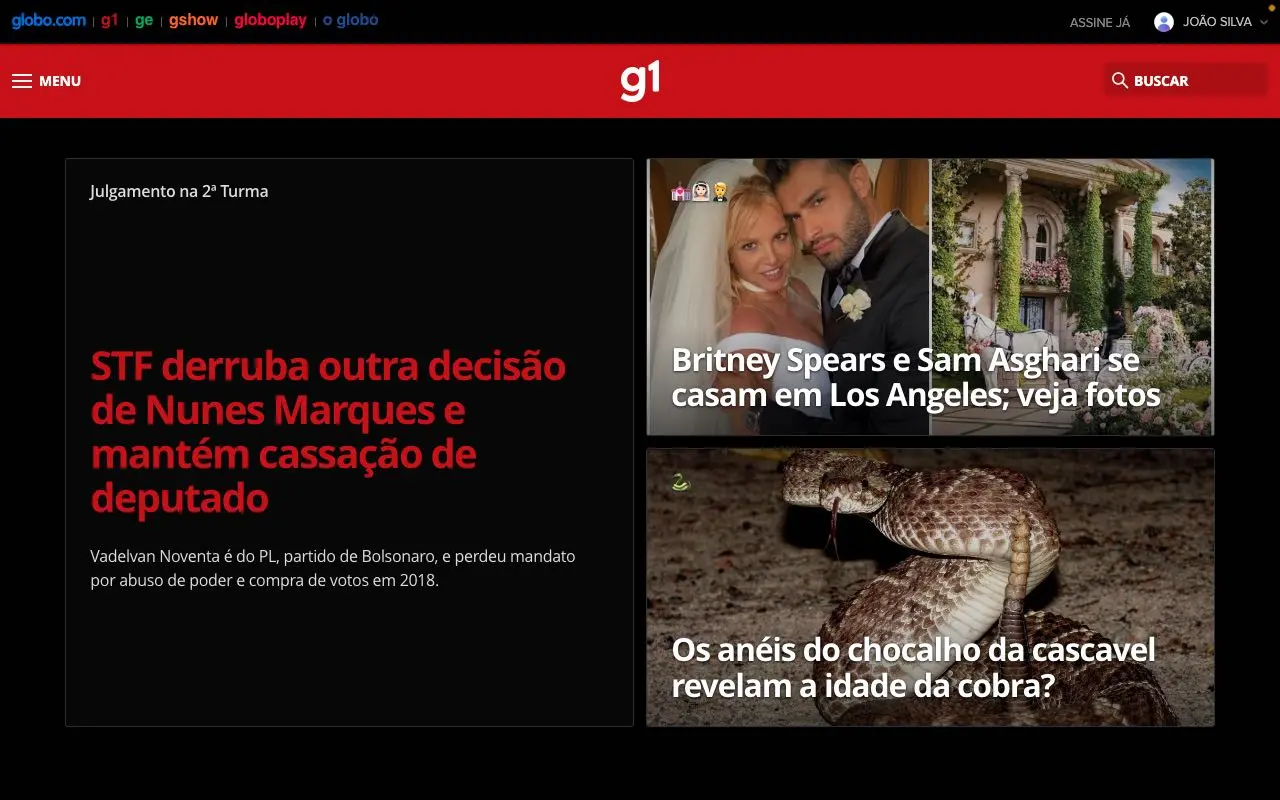 globo.com g1 ge gshow globoplay o globo
ASSINE JÁ JOÃO SILVA
MENU
g1
BUSCAR
Julgamento na 2ª Turma
STF derruba outra decisão
de Nunes Marques e
mantém cassação de
deputado
Vadelvan Noventa é do PL, partido de Bolsonaro, e perdeu mandato
por abuso de poder e compra de votos em 2018.
Britney Spears e Sam Asghari se
casam em Los Angeles; veja fotos
Os anéis do chocalho da cascavel
revelam a idade da cobra?